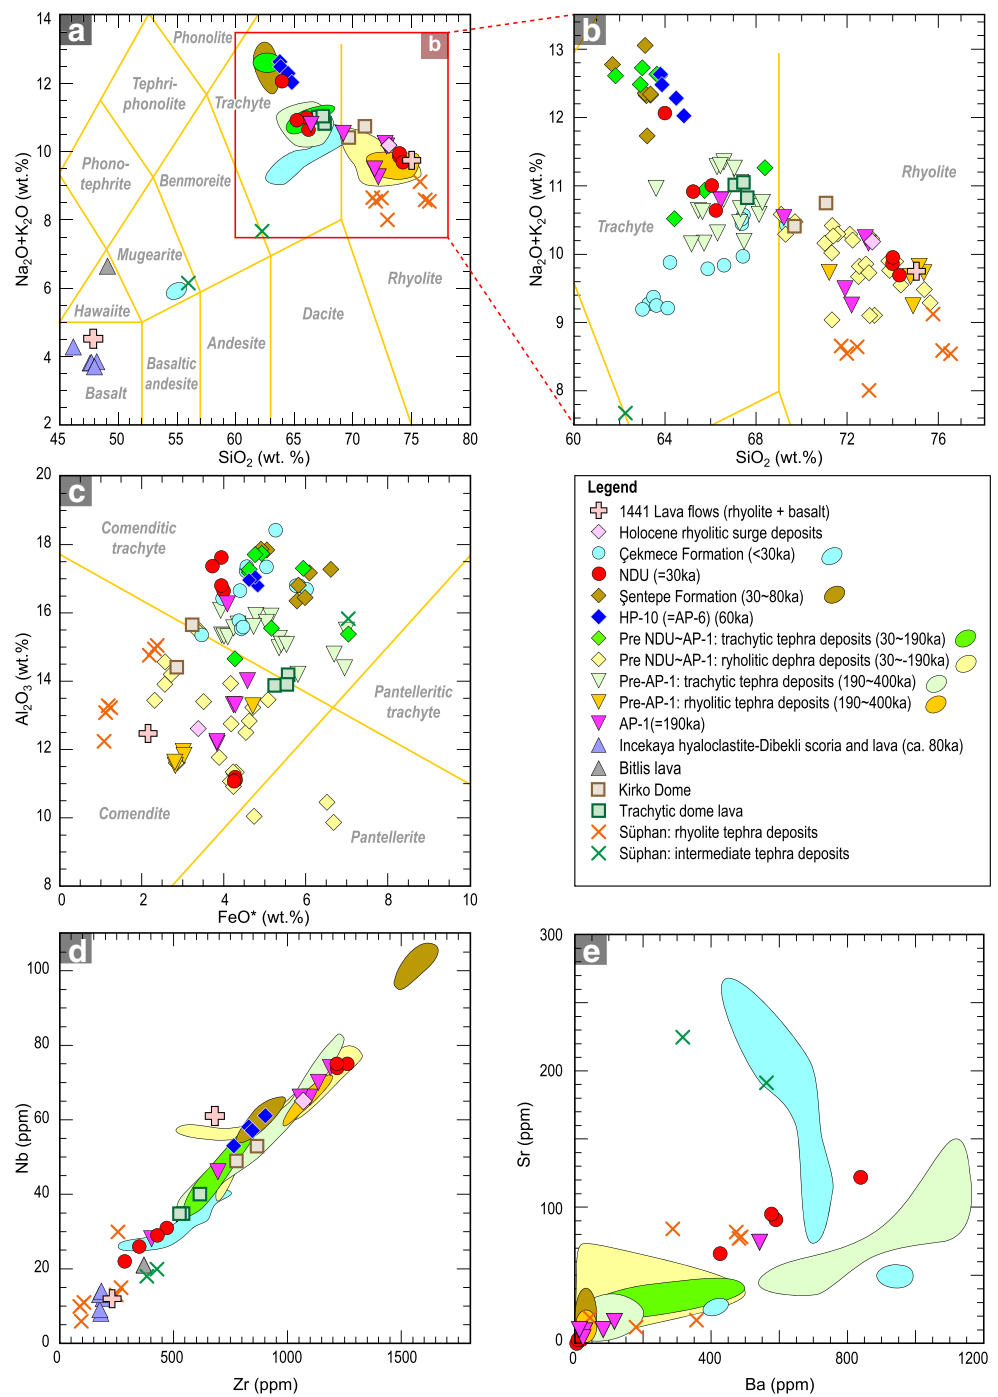 a
b
Phonolite
Tephri-
phonolite
Trachyte
Phono-
tephrite
Benmoreite
Mugearite
Rhyolite
Hawaiite
Dacite
Andesite
Basaltic
andesite
Basalt
14
12
10
8
6
4
2
45
50
55
60
65
70
75
80
Na2O+K2O (wt.%)
SiO2 (wt. %)
b
Rhyolite
Trachyte
13
12
11
10
9
8
60
64
68
72
76
Na2O+K2O (wt.%)
SiO2 (wt. %)
c
Comenditic
trachyte
Pantelleritic
trachyte
Comendite
Pantellerite
20
18
16
14
12
10
8
0
2
4
6
8
10
Al2O3 (wt.%)
FeO* (wt.%)
Legend
1441 Lava flows (rhyolite + basalt)
Holocene rhyolitic surge deposits
Çekmece Formation (<30ka)
NDU (=30ka)
Şentepe Formation (30~80ka)
HP-10 (=AP-6) (60ka)
Pre NDU~AP-1: trachytic tephra deposits (30~190ka)
Pre NDU~AP-1: ryholitic dephra deposits (30~-190ka)
Pre-AP-1: trachytic tephra deposits (190~400ka)
Pre-AP-1: rhyolitic tephra deposits (190~400ka)
AP-1(=190ka)
Incekaya hyaloclastite-Dibekli scoria and lava (ca. 80ka)
Bitlis lava
Kirko Dome
Trachytic dome lava
Süphan: rhyolite tephra deposits
Süphan: intermediate tephra deposits
d
100
80
60
40
20
0
0
500
1000
1500
Nb (ppm)
Zr (ppm)
e
300
200
100
0
0
400
800
1200
Sr (ppm)
Ba (ppm)